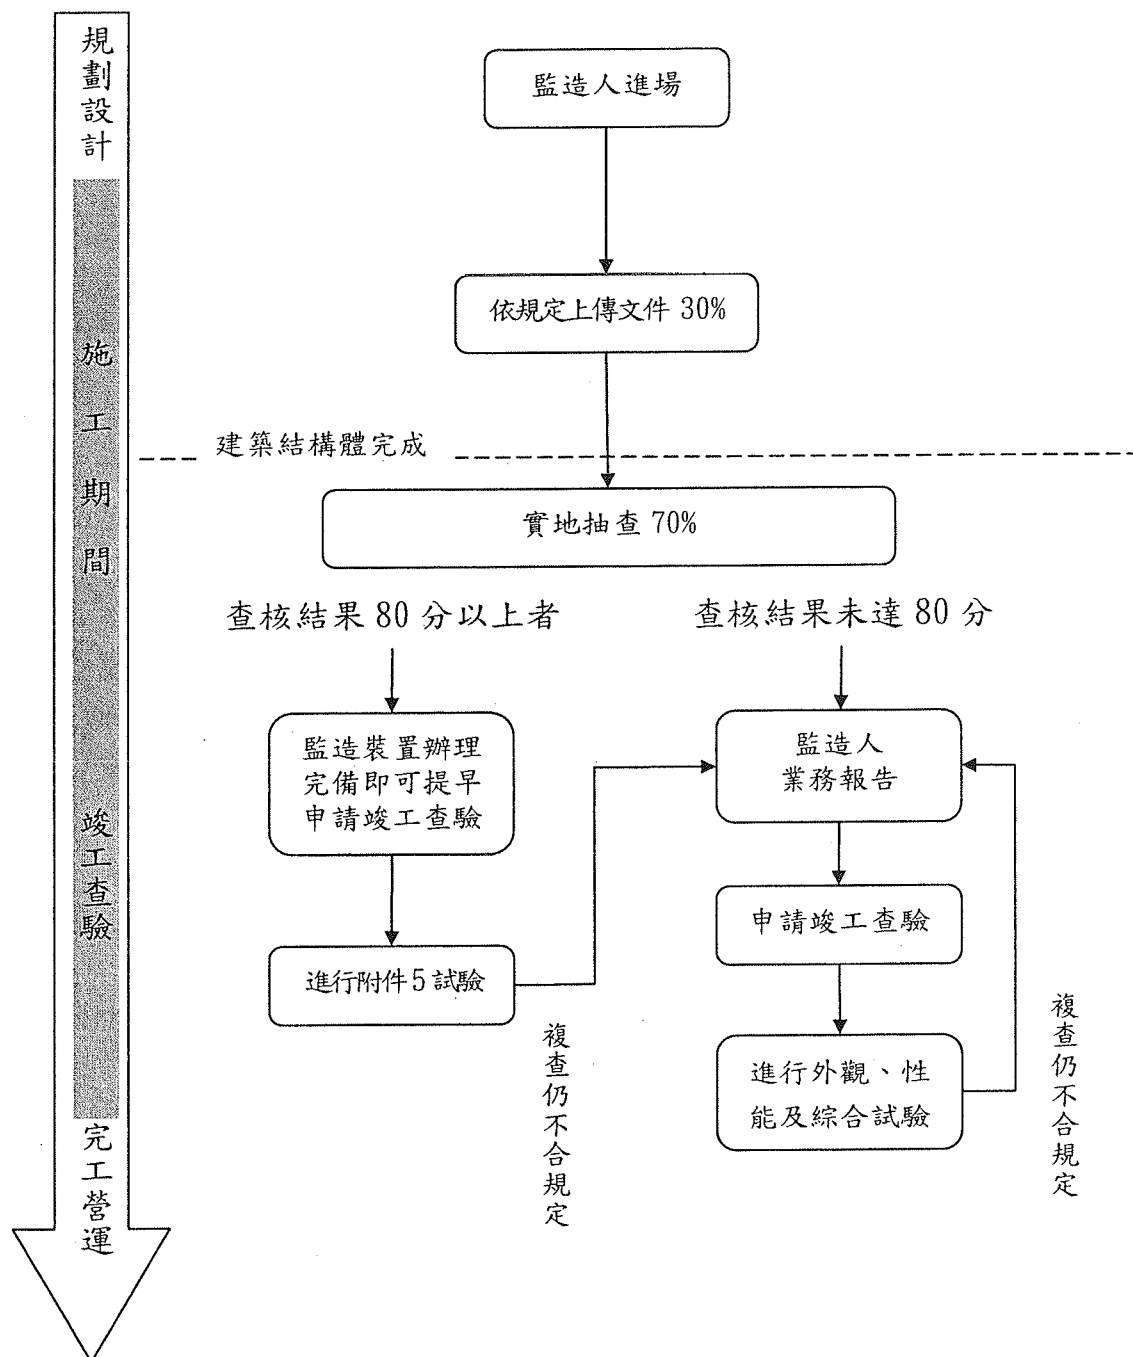 規劃設計
施工期間
竣工查驗
完工營運
監造人進場
依規定上傳文件 30%
建築結構體完成
實地抽查 70%
查核結果 80 分以上者
查核結果未達 80 分
監造裝置辦理
完備即可提早
申請竣工查驗
監造人
業務報告
申請竣工查驗
進行附件 5 試驗
複查仍不合規定
進行外觀、性
能及綜合試驗
複查仍不合規定